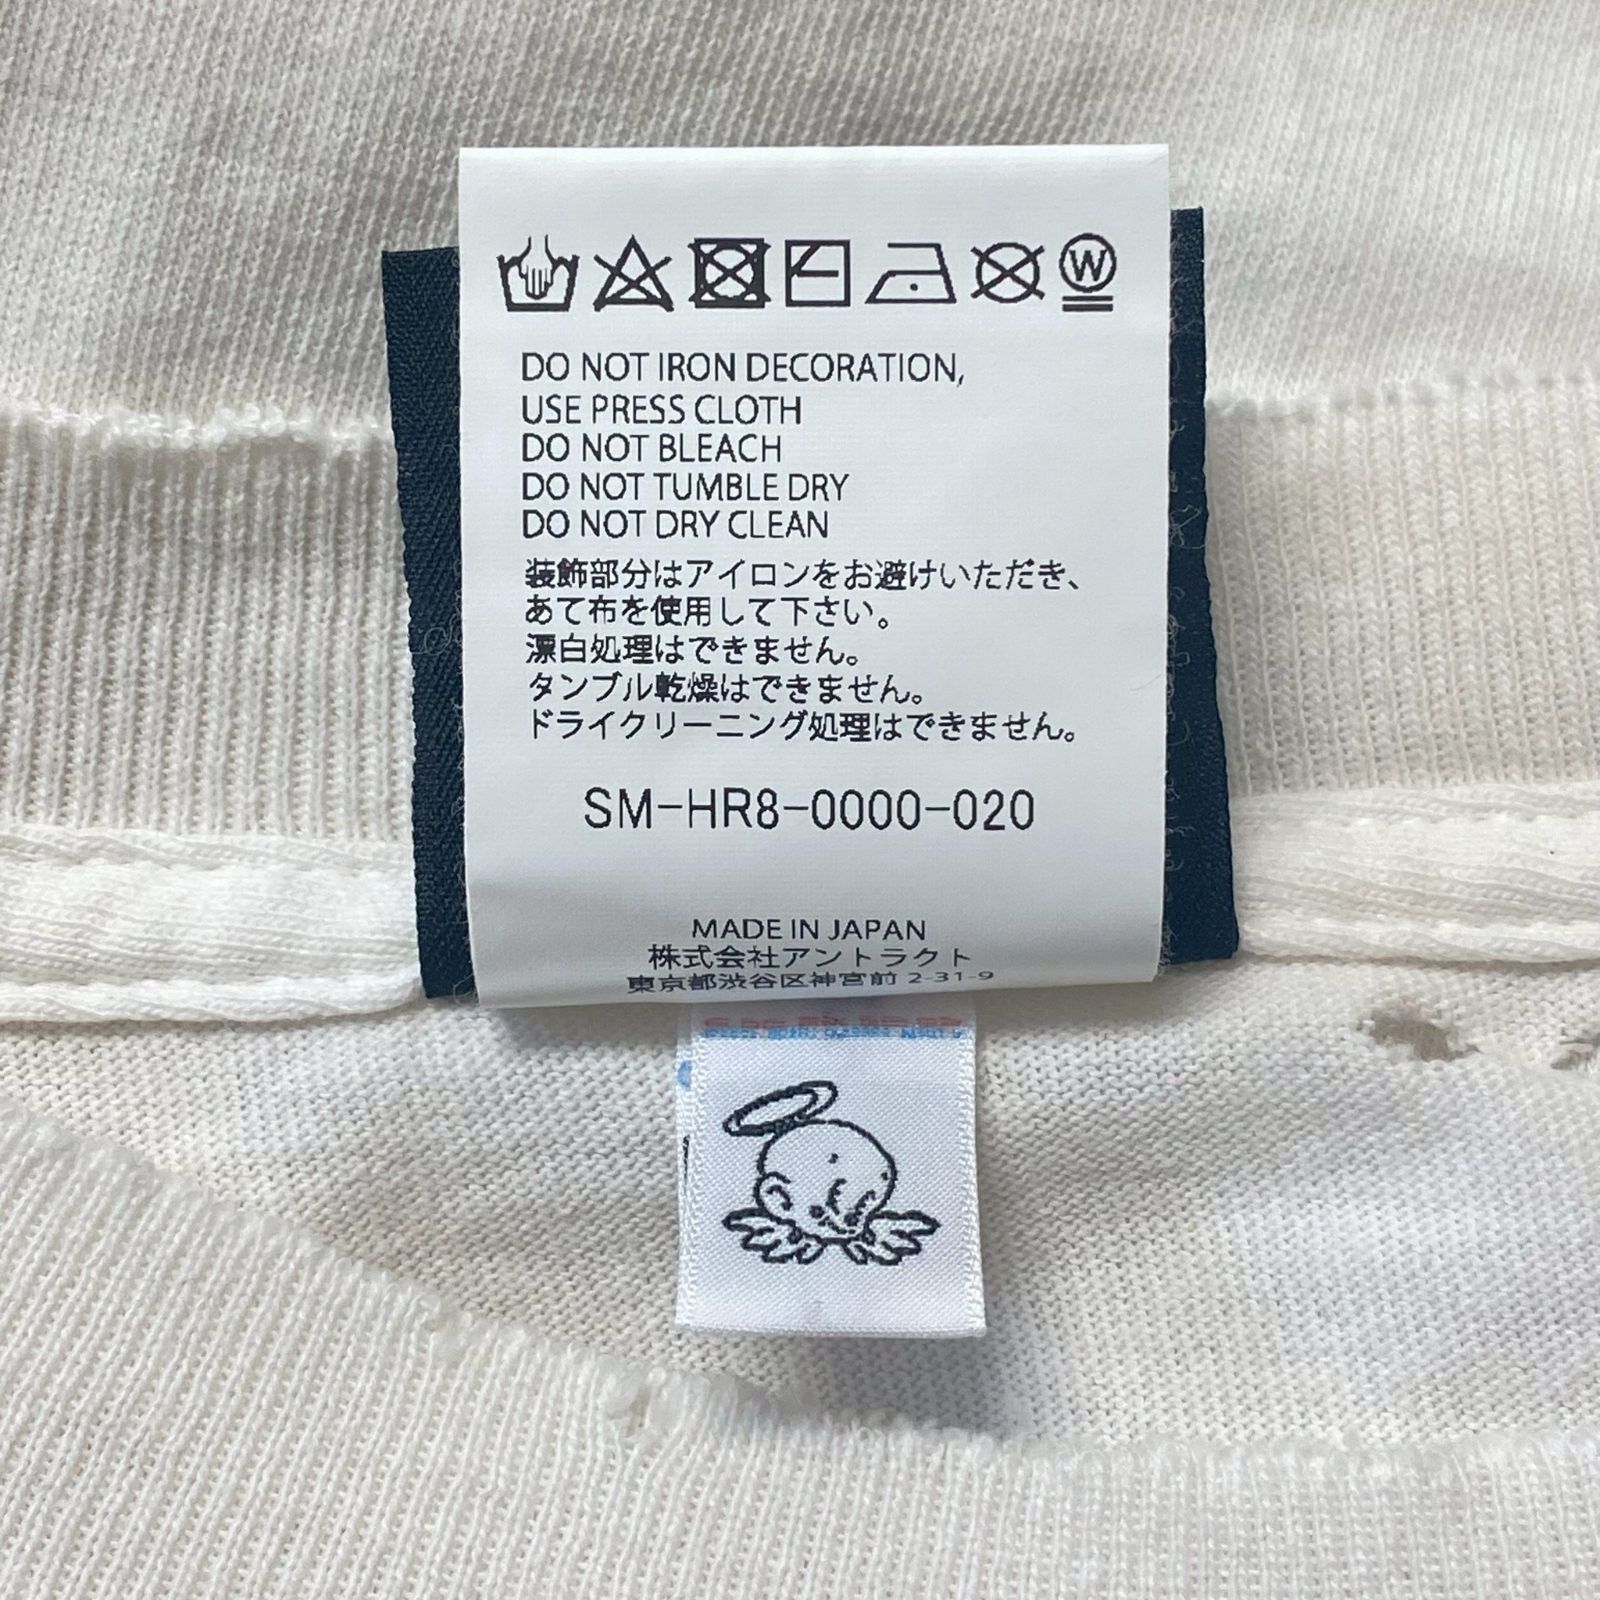 W
DO NOT IRON DECORATION,
USE PRESS CLOTH
DO NOT BLEACH
DO NOT TUMBLE DRY
DO NOT DRY CLEAN
装飾部分はアイロンをお避けいただき、
あて布を使用して下さい。
漂白処理はできません。
タンブル乾燥はできません。
ドライクリーニング処理はできません。
SM-HR8-0000-020
MADE IN JAPAN
株式会社アントラクト
東京都渋谷区神宮前 2-31-9